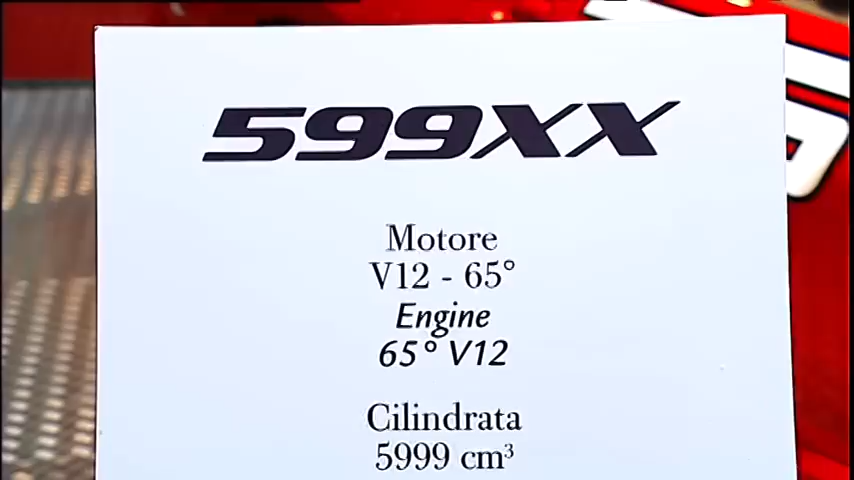 599XX
Motore
V12 - 65°
Engine
65° V12
Cilindrata
5999 cm³